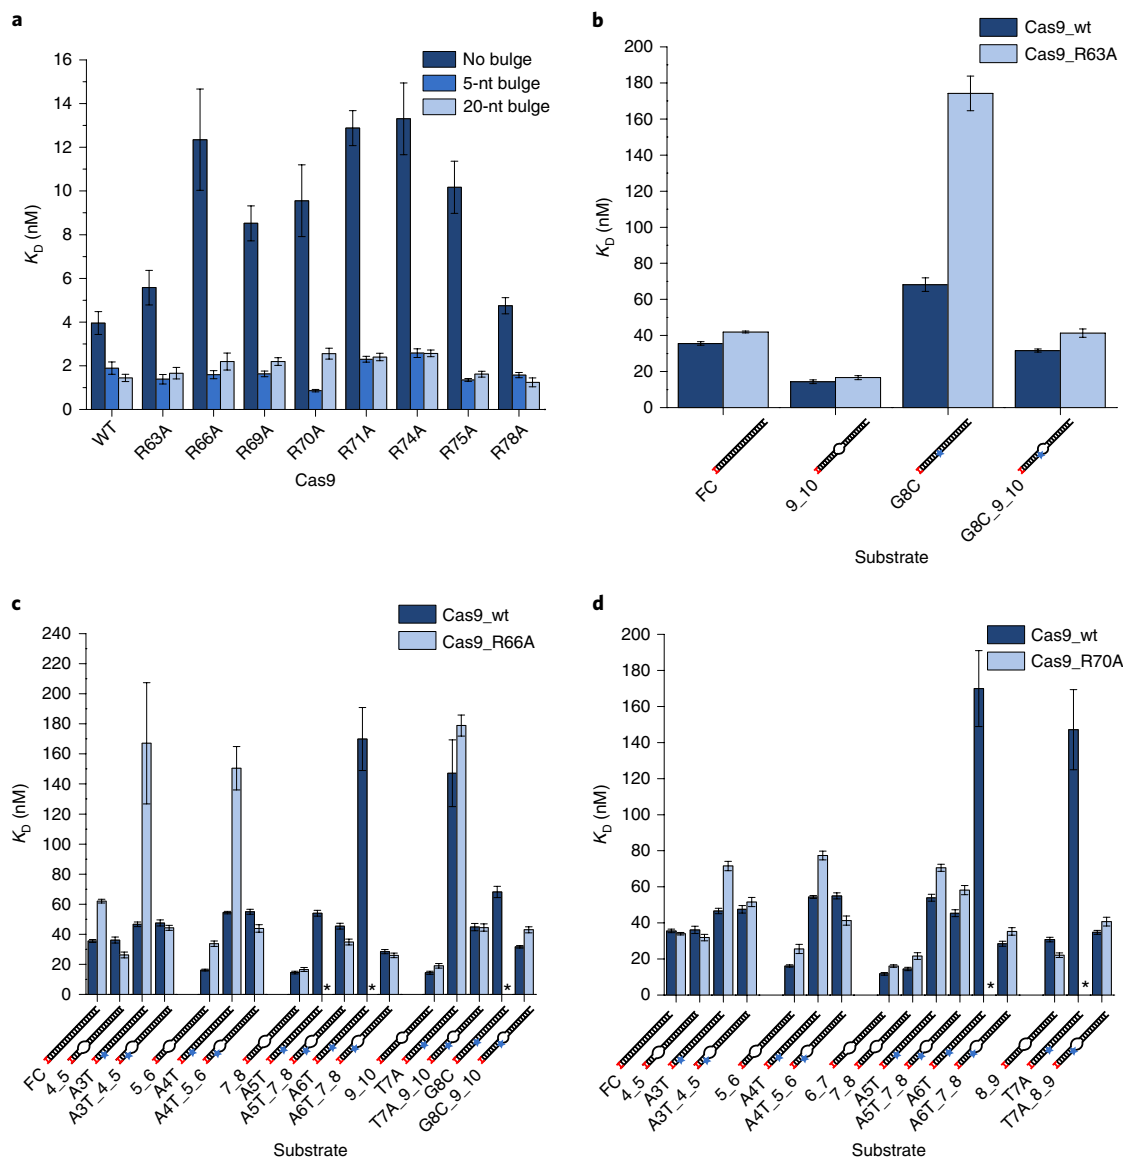 a
No bulge
5-nt bulge
20-nt bulge
16
14
12
10
8
6
4
2
0
K_D (nM)
WT
R63A
R66A
R69A
R70A
R71A
R74A
R75A
R78A
Cas9
b
Cas9_wt
Cas9_R63A
200
180
160
140
120
100
80
60
40
20
0
K_D (nM)
FC
9_10
G8C
G8C_9_10
Substrate
c
Cas9_wt
Cas9_R66A
240
220
200
180
160
140
120
100
80
60
40
20
0
K_D (nM)
*
*
*
FC
4_5
A3T
A3T_4_5
5_6
A4T
A4T_5_6
7_8
A5T
A5T_7_8
A6T
A6T_7_8
9_10
T7A
T7A_9_10
G8C
G8C_9_10
Substrate
d
Cas9_wt
Cas9_R70A
200
180
160
140
120
100
80
60
40
20
0
K_D (nM)
*
*
FC
4_5
A3T
A3T_4_5
5_6
A4T
A4T_5_6
6_7
7_8
A5T
A5T_7_8
A6T
A6T_7_8
8_9
T7A
T7A_8_9
Substrate